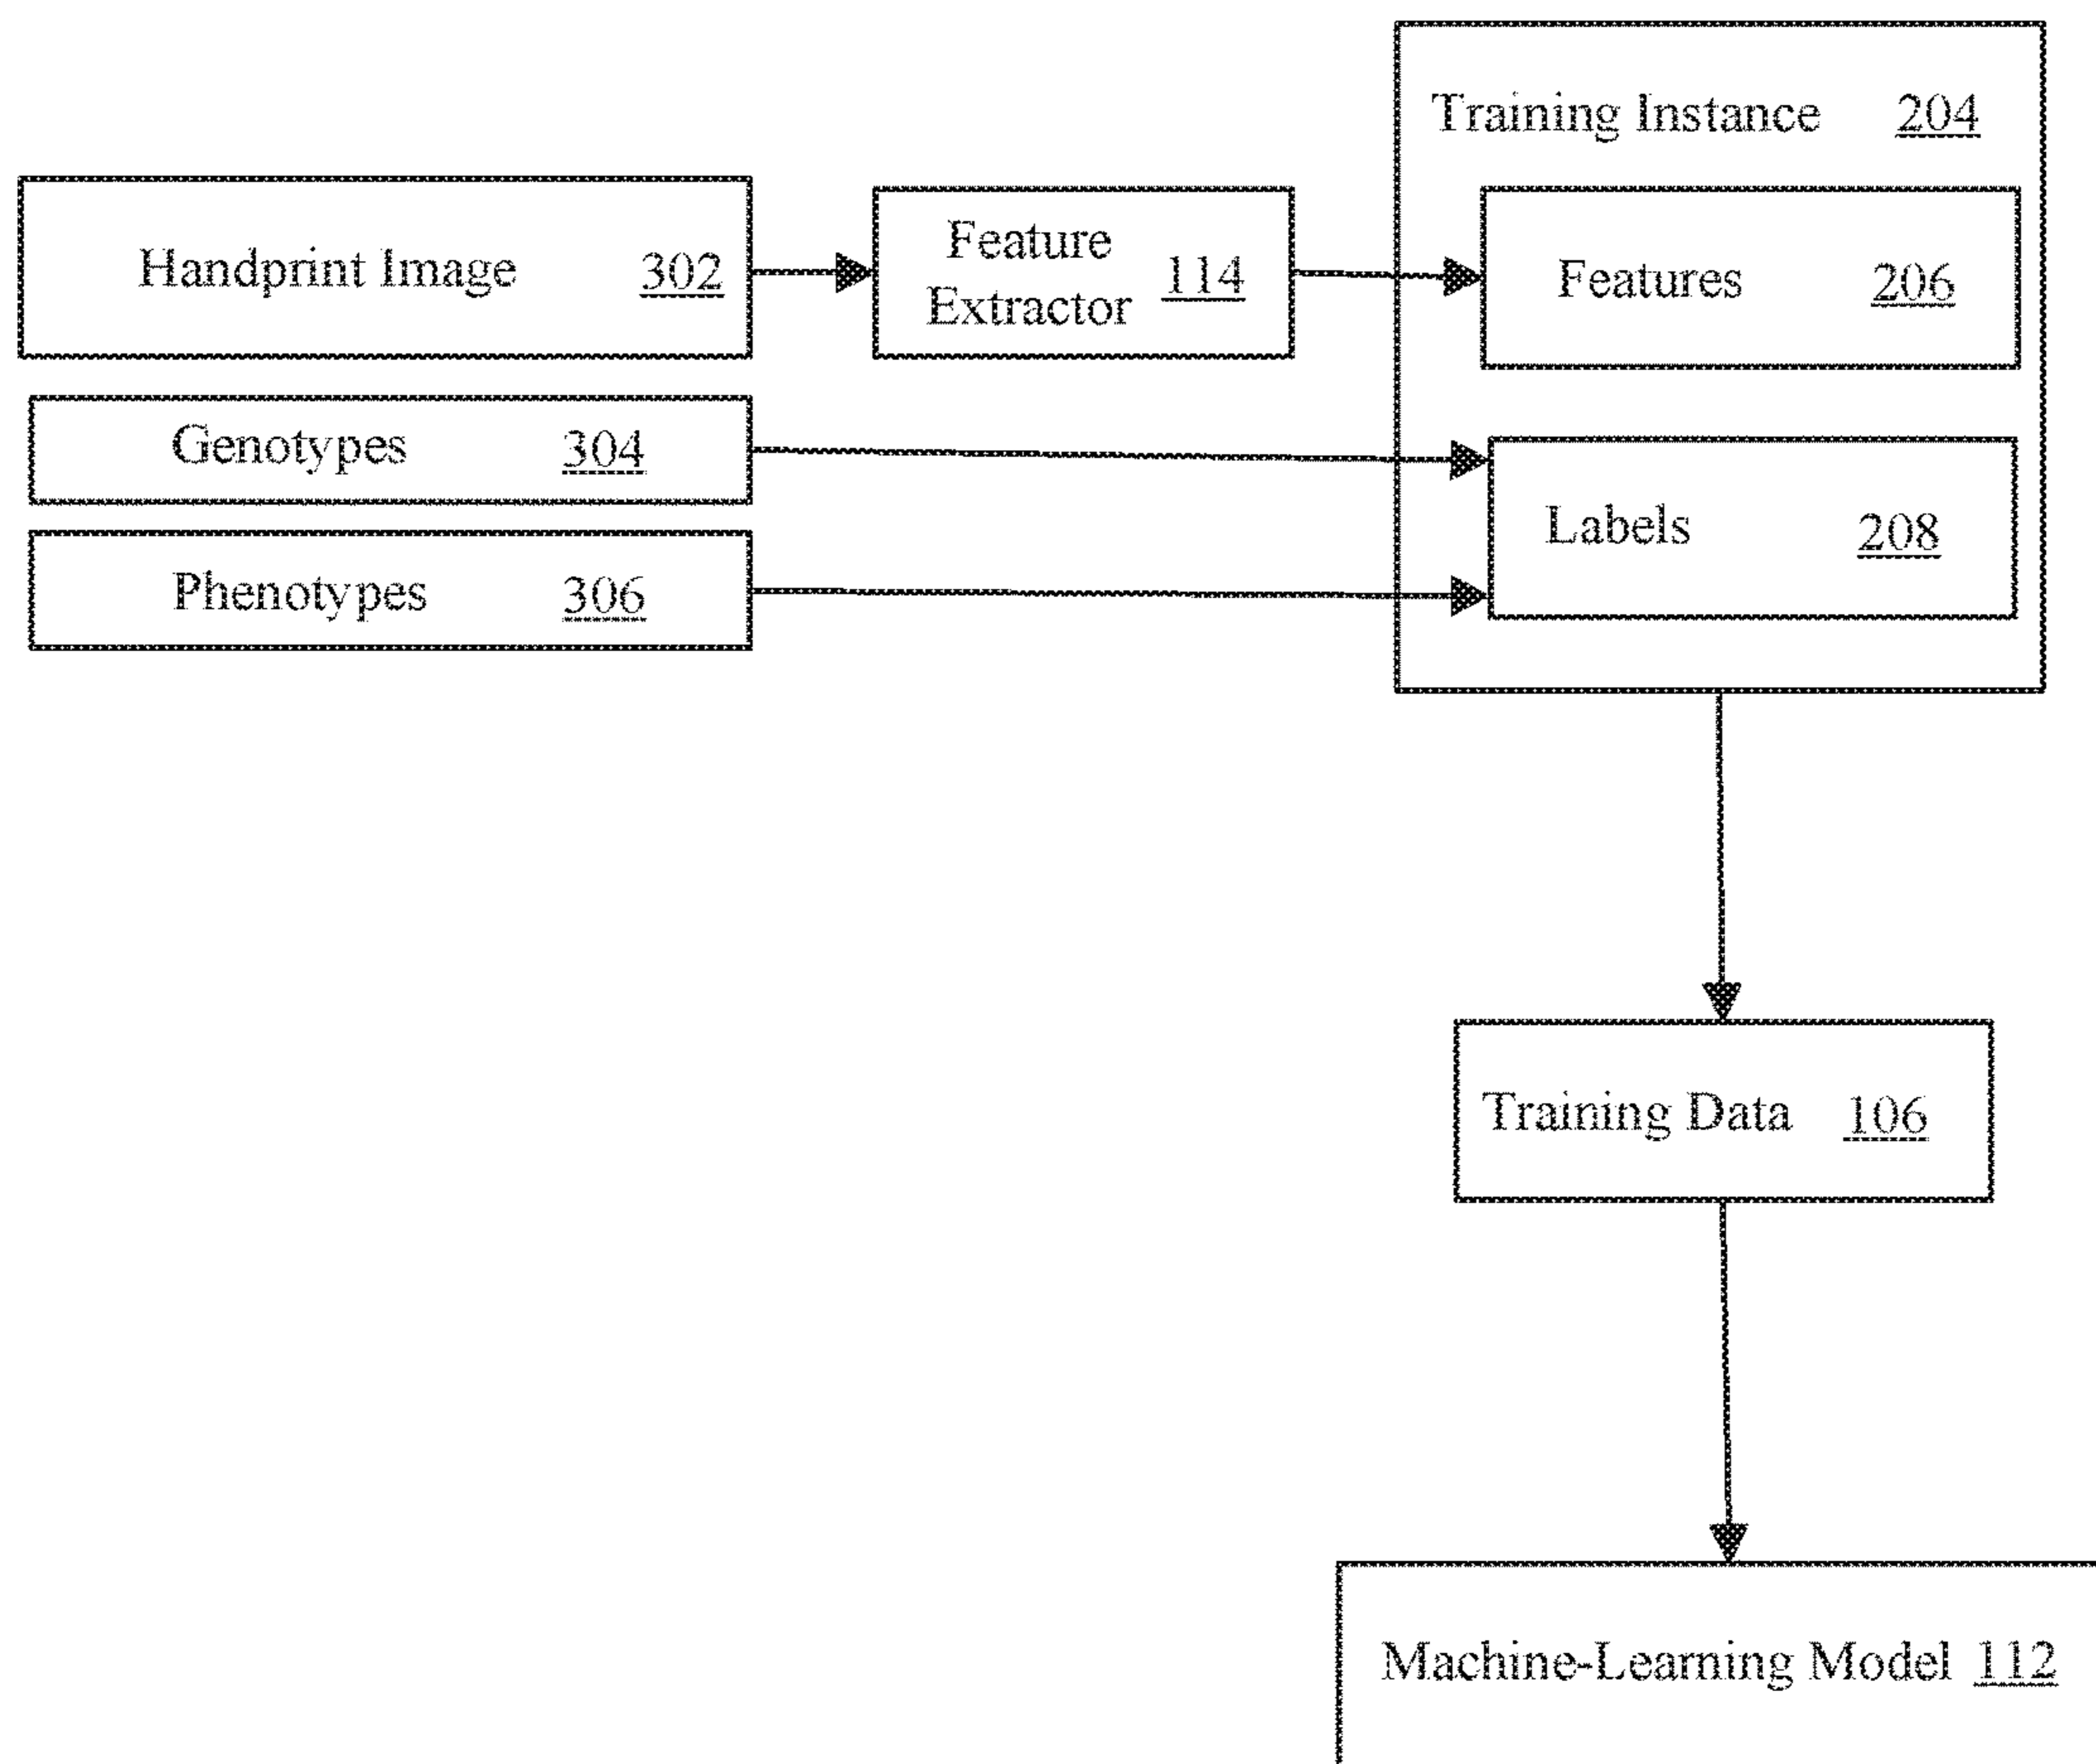 Training Instance 204
Handprint Image 302
Feature
Extractor 114
Features 206
Genotypes 304
Labels 208
Phenotypes 306
Training Data 106
Machine-Learning Model 112